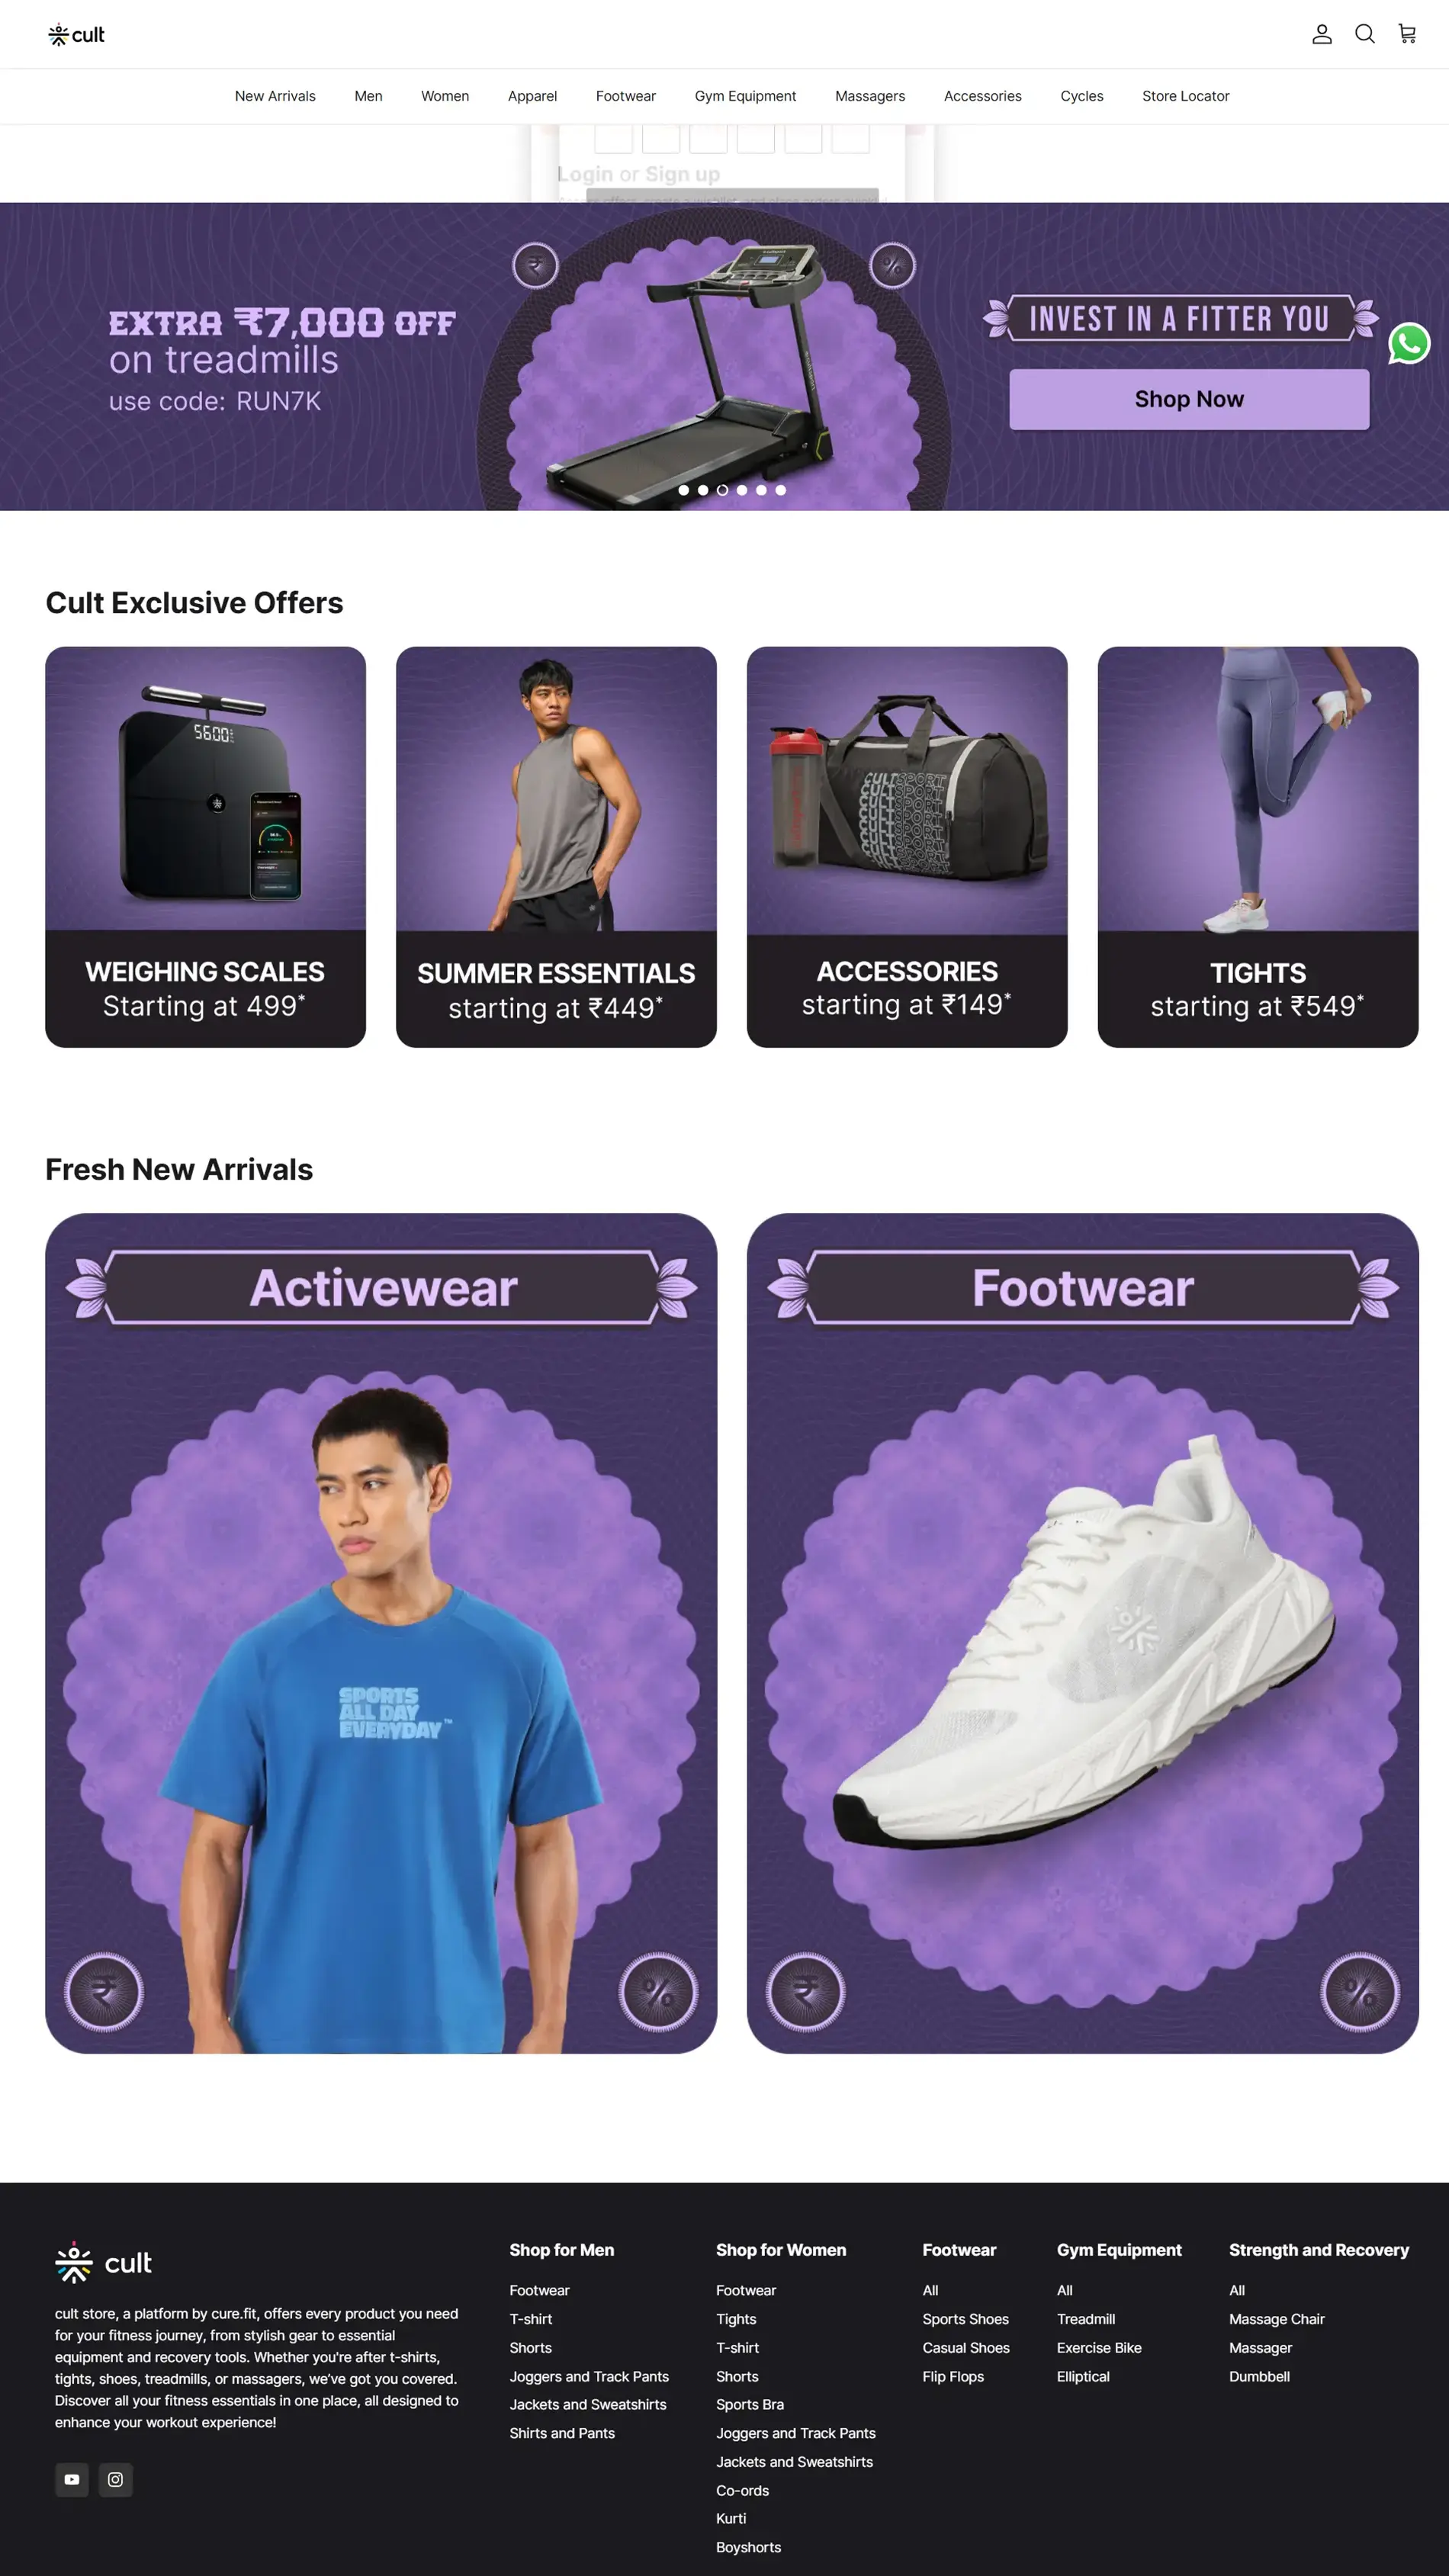 cult
New Arrivals
Men
Women
Apparel
Footwear
Gym Equipment
Massagers
Accessories
Cycles
Store Locator
Login or Sign up
EXTRA ₹7,000 OFF
on treadmills
use code: RUN7K
₹
%
INVEST IN A FITTER YOU
Shop Now
Cult Exclusive Offers
5600
WEIGHING SCALES
Starting at 499*
SUMMER ESSENTIALS
starting at ₹449*
CULTSPORT
CULTSPORT
CULTSPORT
CULTSPORT
CULTSPORT
CULTSPORT
ACCESSORIES
starting at ₹149*
TIGHTS
starting at ₹549*
Fresh New Arrivals
Activewear
SPORTS
ALL DAY
EVERYDAY™
₹
%
Footwear
₹
%
cult
cult store, a platform by cure.fit, offers every product you need
for your fitness journey, from stylish gear to essential
equipment and recovery tools. Whether you're after t-shirts,
tights, shoes, treadmills, or massagers, we've got you covered.
Discover all your fitness essentials in one place, all designed to
enhance your workout experience!
Shop for Men
Footwear
T-shirt
Shorts
Joggers and Track Pants
Jackets and Sweatshirts
Shirts and Pants
Shop for Women
Footwear
Tights
T-shirt
Shorts
Sports Bra
Joggers and Track Pants
Jackets and Sweatshirts
Co-ords
Kurti
Boyshorts
Footwear
All
Sports Shoes
Casual Shoes
Flip Flops
Gym Equipment
All
Treadmill
Exercise Bike
Elliptical
Strength and Recovery
All
Massage Chair
Massager
Dumbbell